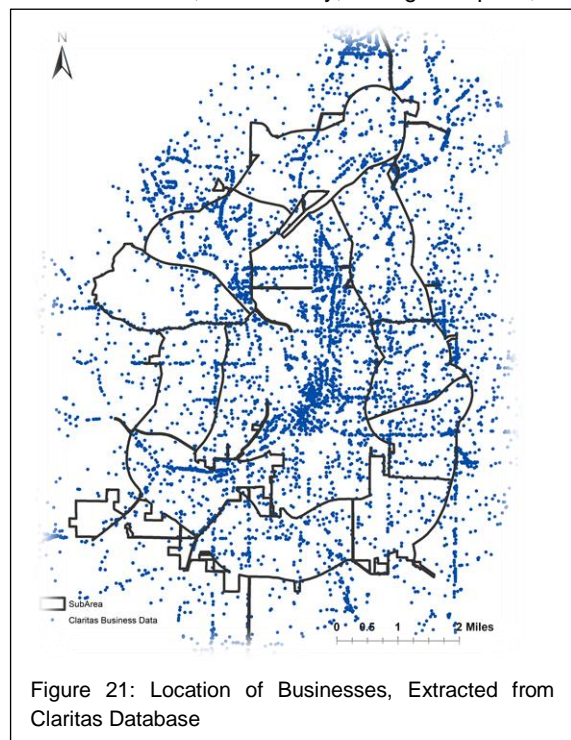 N
SubArea
Claritas Business Data
0 0.5 1 2 Miles
Figure 21: Location of Businesses, Extracted from
Claritas Database